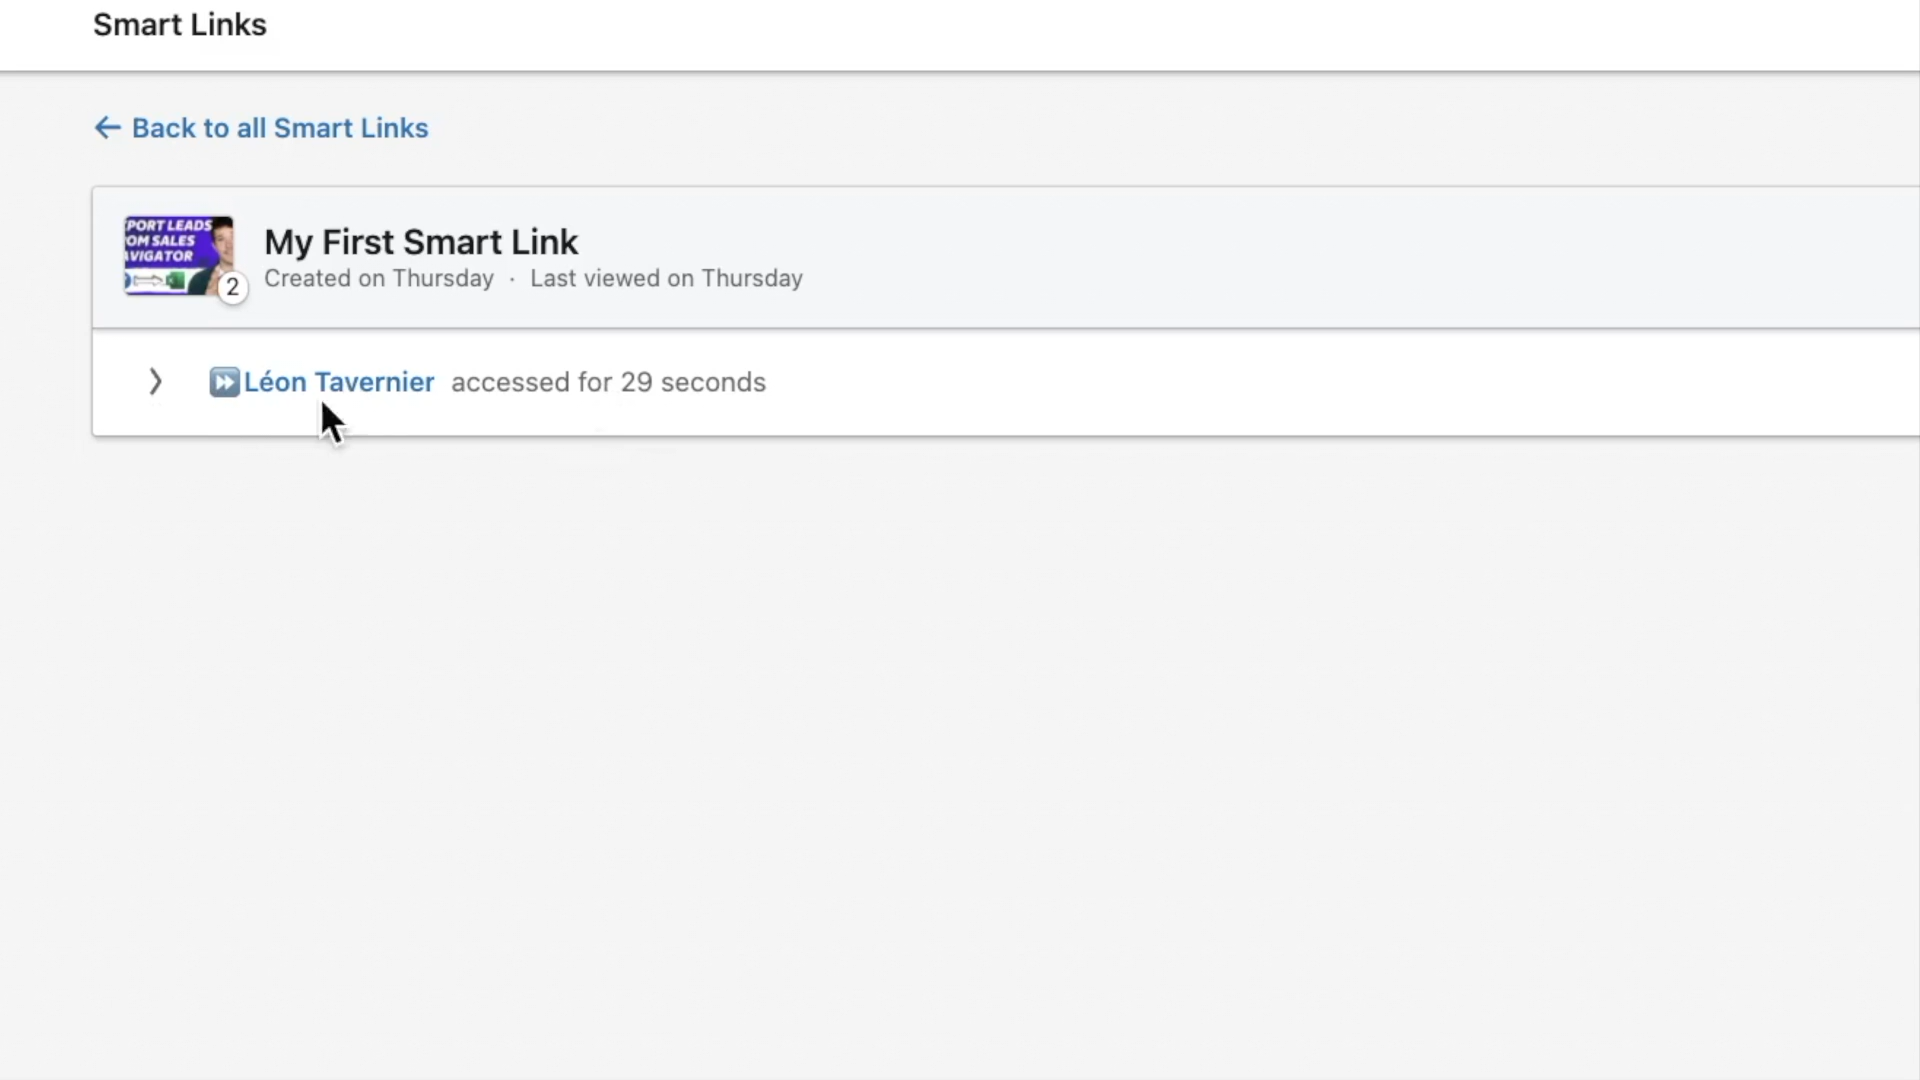 Smart Links
← Back to all Smart Links
PORT LEADS
OM SALES
AVIGATOR
2
My First Smart Link
Created on Thursday · Last viewed on Thursday
⏩Léon Tavernier accessed for 29 seconds